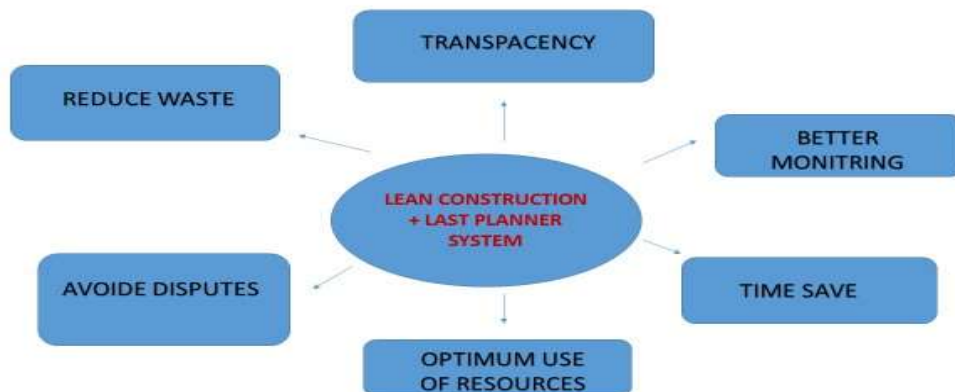 TRANSPACENCY
REDUCE WASTE
BETTER
MONITRING
LEAN CONSTRUCTION
+ LAST PLANNER
SYSTEM
AVOIDE DISPUTES
TIME SAVE
OPTIMUM USE
OF RESOURCES